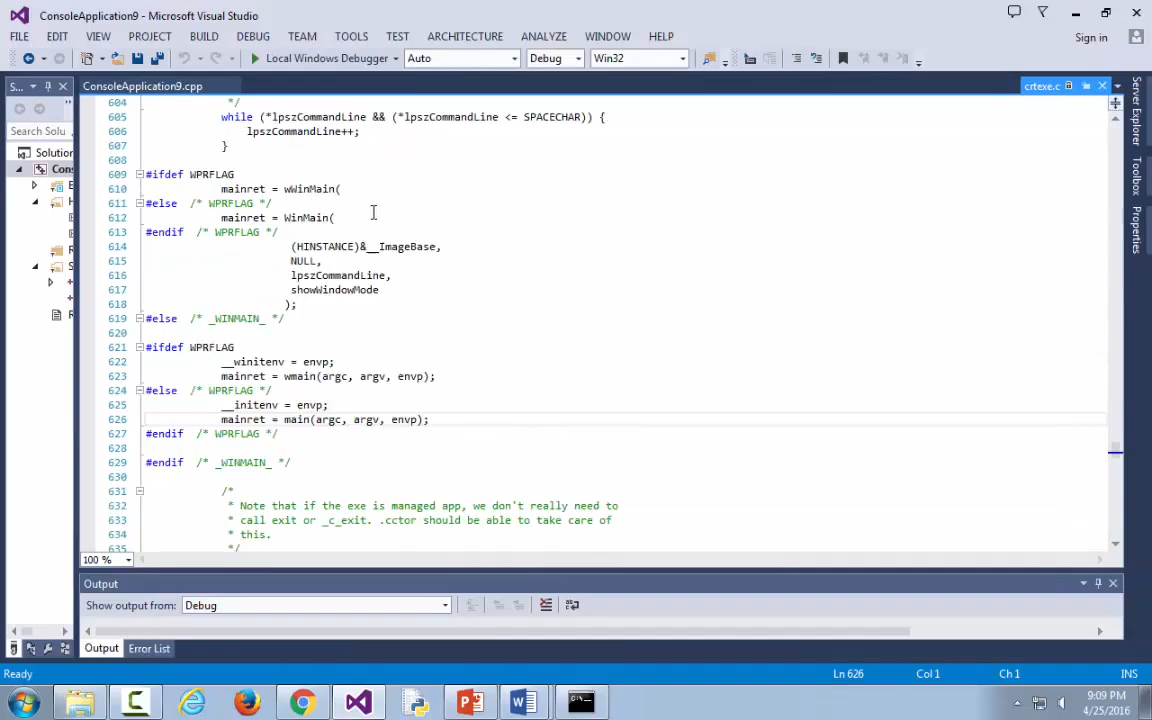 ConsoleApplication9 - Microsoft Visual Studio
FILE EDIT VIEW PROJECT BUILD DEBUG TEAM TOOLS TEST ARCHITECTURE ANALYZE WINDOW HELP
Sign in
Local Windows Debugger Auto Debug Win32
S... ConsoleApplication9.cpp crtexe.c
Search Solu
Solution
Cons
E
H
S
R
Server Explorer
Toolbox
Properties
604 */
605 while (*lpszCommandLine && (*lpszCommandLine <= SPACECHAR)) {
606 lpszCommandLine++;
607 }
608
609 #ifdef WPRFLAG
610 mainret = wWinMain(
611 #else /* WPRFLAG */
612 mainret = WinMain(
613 #endif /* WPRFLAG */
614 (HINSTANCE)&__ImageBase,
615 NULL,
616 lpszCommandLine,
617 showWindowMode
618 );
619 #else /* _WINMAIN_ */
620
621 #ifdef WPRFLAG
622 __winitenv = envp;
623 mainret = wmain(argc, argv, envp);
624 #else /* WPRFLAG */
625 __initenv = envp;
626 mainret = main(argc, argv, envp);
627 #endif /* WPRFLAG */
628
629 #endif /* _WINMAIN_ */
630
631 /*
632 * Note that if the exe is managed app, we don't really need to
633 * call exit or _c_exit. .cctor should be able to take care of
634 * this.
635 */
100 %
Output
Show output from: Debug
Output Error List
Ready Ln 626 Col 1 Ch 1 INS
9:09 PM
4/25/2016